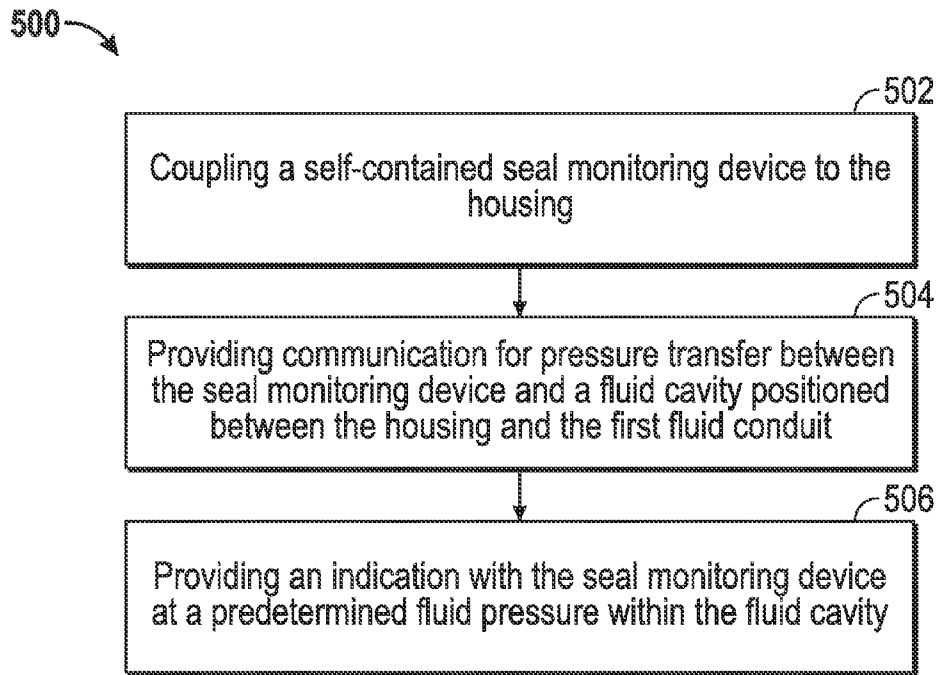 500
502
Coupling a self-contained seal monitoring device to the
housing
504
Providing communication for pressure transfer between
the seal monitoring device and a fluid cavity positioned
between the housing and the first fluid conduit
506
Providing an indication with the seal monitoring device
at a predetermined fluid pressure within the fluid cavity